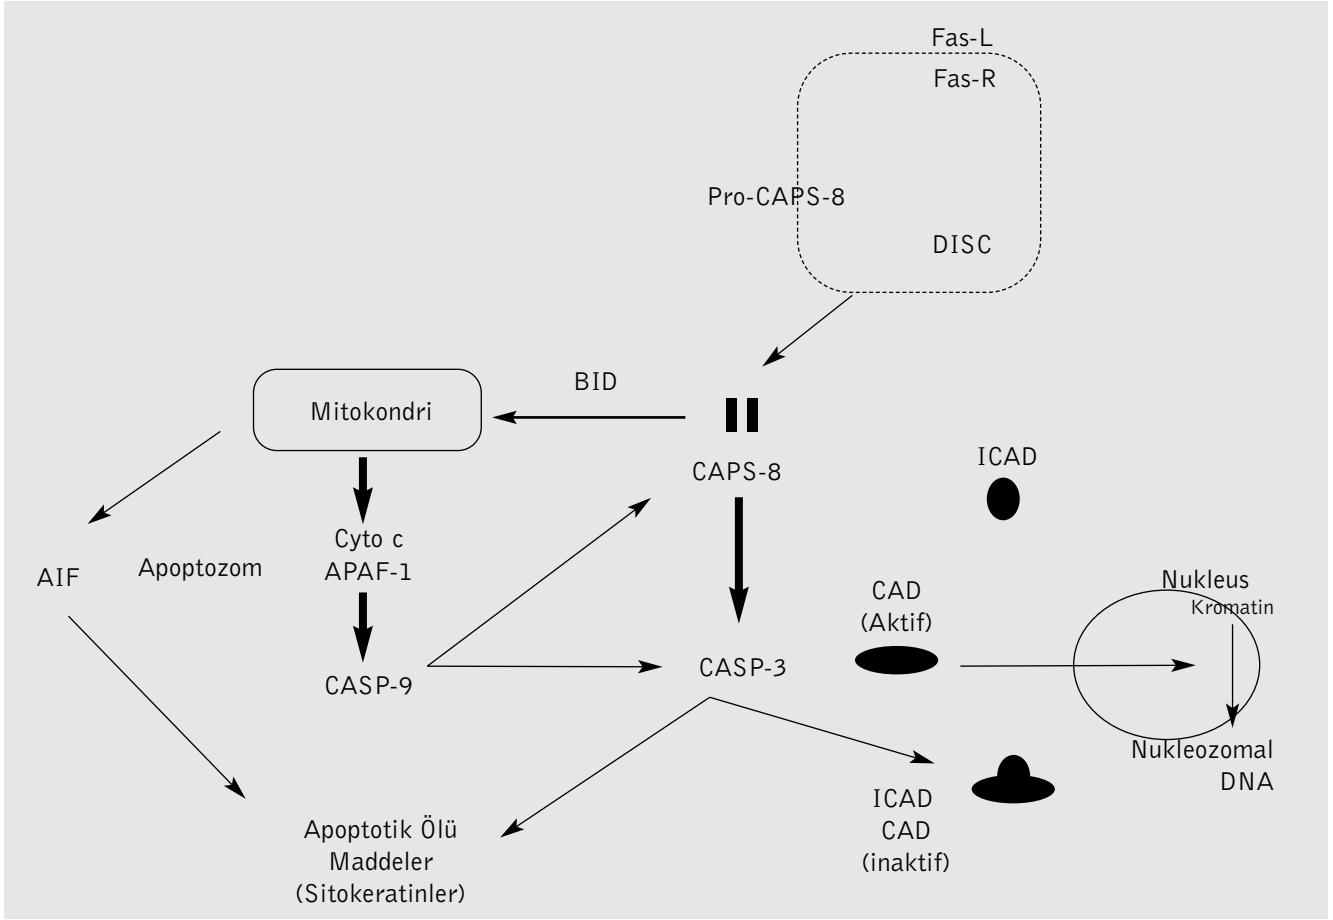 Fas-L
Fas-R
Pro-CAPS-8
DISC
BID
Mitokondri
CAPS-8
ICAD
Cyto c
APAF-1
Apoptozom
AIF
CAD
(Aktif)
Nukleus
Kromatin
CASP-9
CASP-3
Nukleozomal
DNA
ICAD
CAD
(inaktif)
Apoptotik Ölü
Maddeler
(Sitokeratinler)